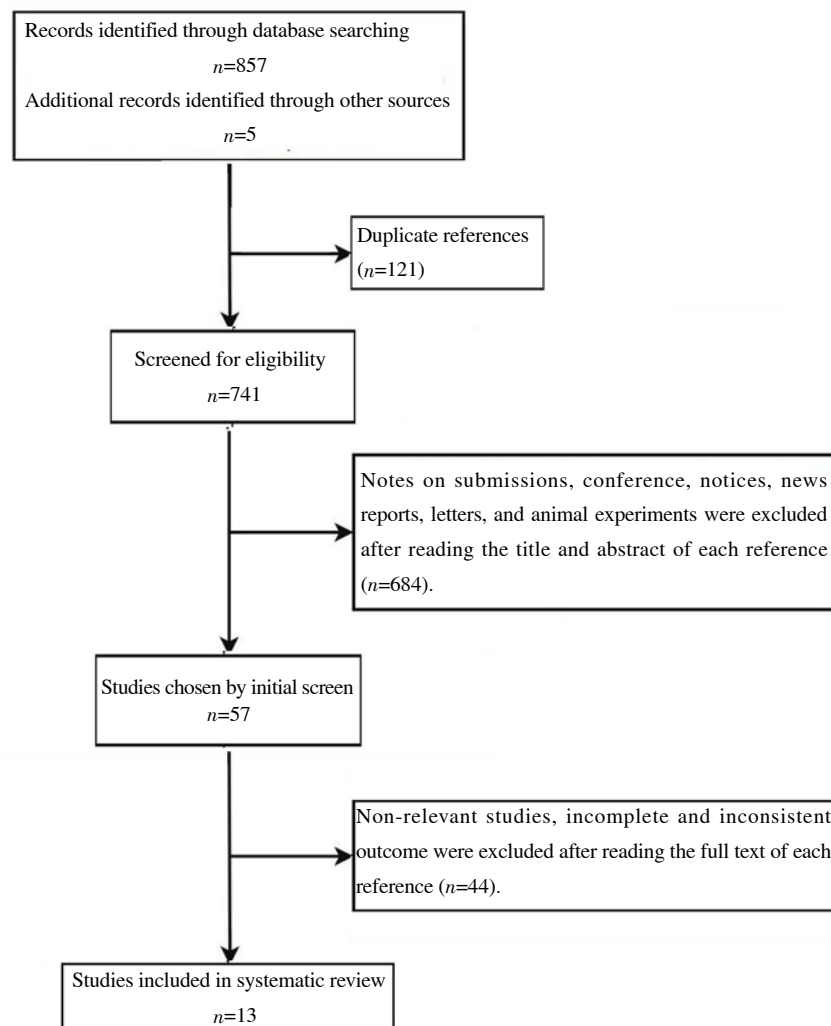 Records identified through database searching
n=857
Additional records identified through other sources
n=5
Duplicate references
(n=121)
Screened for eligibility
n=741
Notes on submissions, conference, notices, news
reports, letters, and animal experiments were excluded
after reading the title and abstract of each reference
(n=684).
Studies chosen by initial screen
n=57
Non-relevant studies, incomplete and inconsistent
outcome were excluded after reading the full text of each
reference (n=44).
Studies included in systematic review
n=13